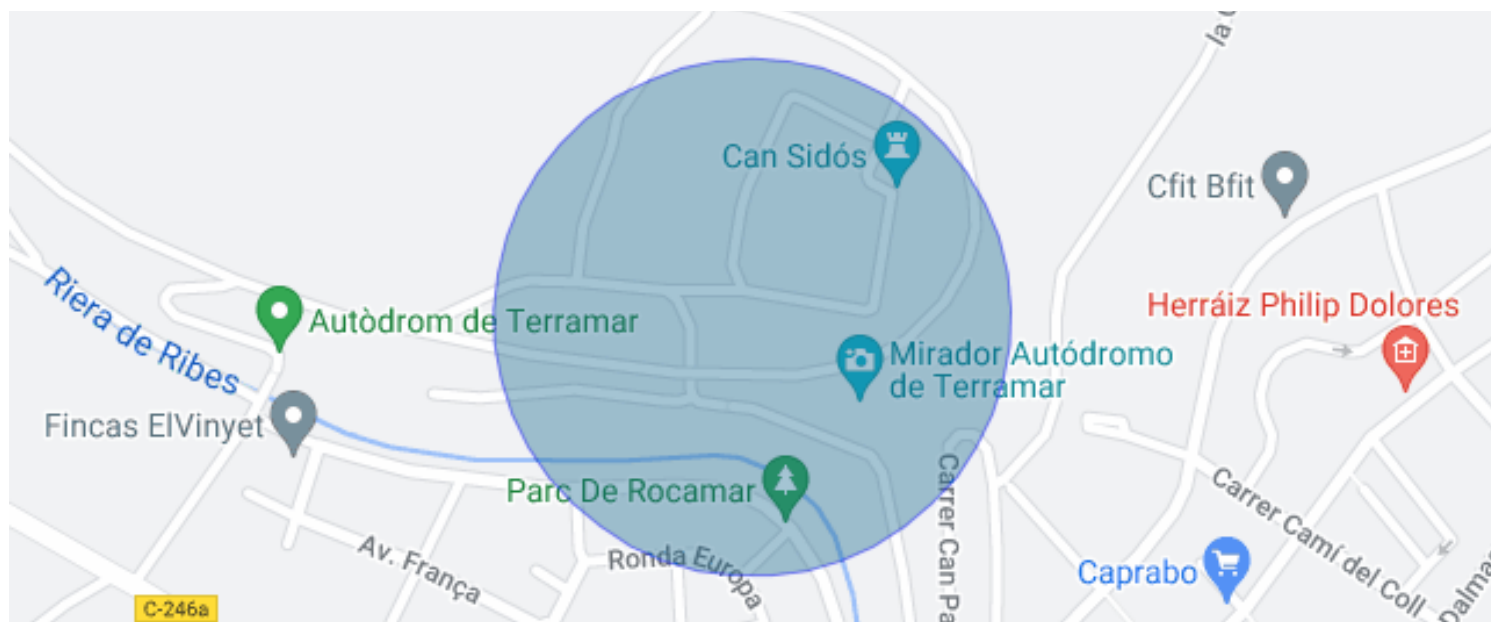 la C
Can Sidós
Cfit Bfit
Riera de Ribes
Autòdrom de Terramar
Herráiz Philip Dolores
Mirador Autódromo
de Terramar
Fincas ElVinyet
Parc De Rocamar
Carrer Can Pa
Carrer Camí del Coll
Av. França
Ronda Europa
Caprabo
Dalma
C-246a